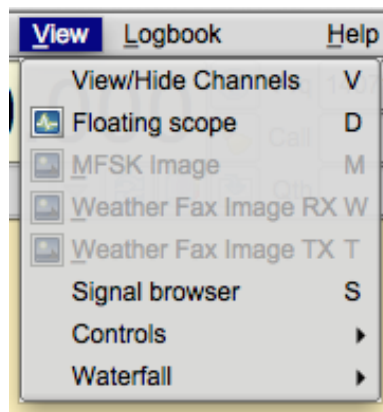 View Logbook Help
View/Hide Channels V
Floating scope D
MFSK Image M
Weather Fax Image RX W
Weather Fax Image TX T
Signal browser S
Controls
Waterfall